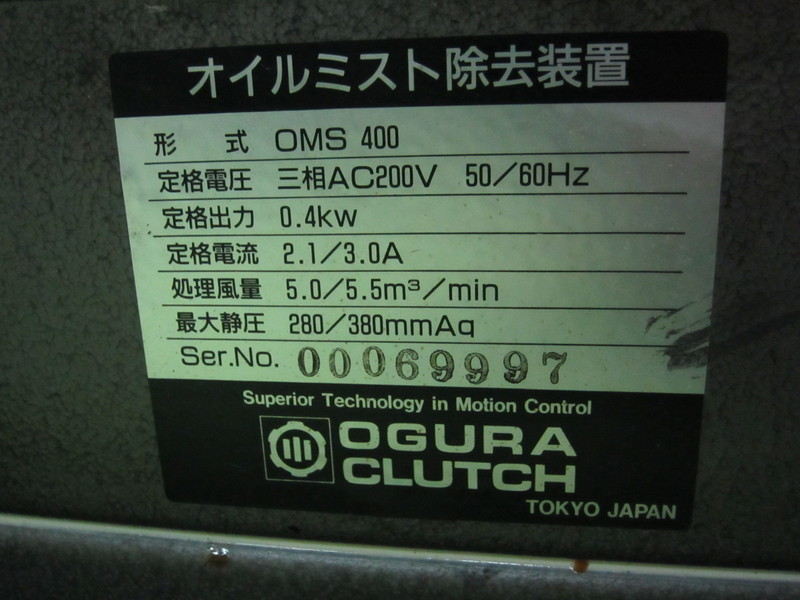 オイルミスト除去装置
形 式 OMS 400
定格電圧 三相AC200V 50/60Hz
定格出力 0.4kw
定格電流 2.1/3.0A
処理風量 5.0/5.5m³/min
最大静圧 280/380mmAq
Ser.No. 00069997
Superior Technology in Motion Control
OGURA
CLUTCH
TOKYO JAPAN